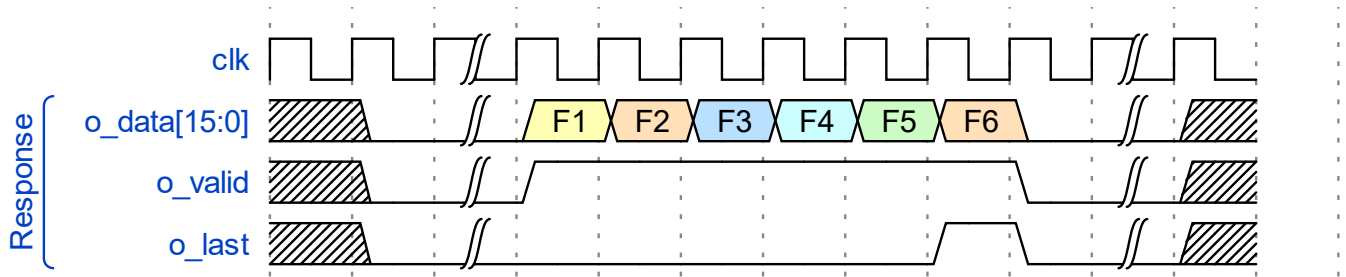 clk
Response
o_data[15:0]
F1 F2 F3 F4 F5 F6
o_valid
o_last